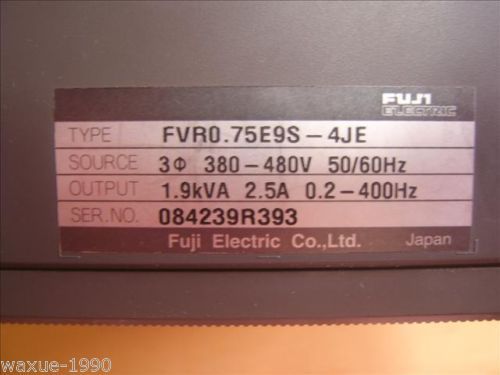 FUJI
ELECTRIC
TYPE FVR0.75E9S-4JE
SOURCE 3Φ 380-480V 50/60Hz
OUTPUT 1.9kVA 2.5A 0.2-400Hz
SER.NO. 084239R393
Fuji Electric Co.,Ltd. Japan
waxue-1990